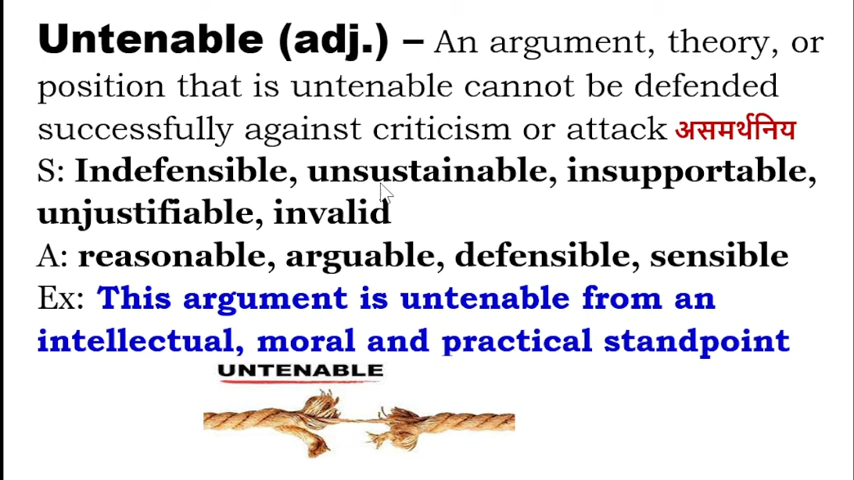 Untenable (adj.) – An argument, theory, or
position that is untenable cannot be defended
successfully against criticism or attack असमर्थनिय
S: Indefensible, unsustainable, insupportable,
unjustifiable, invalid
A: reasonable, arguable, defensible, sensible
Ex: This argument is untenable from an
intellectual, moral and practical standpoint
UNTENABLE